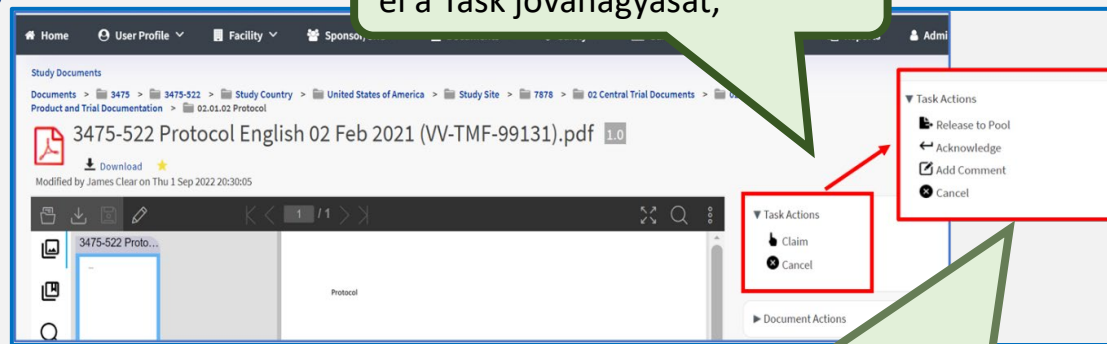 el a Task jóváhagyását,
Home User Profile Facility
Study Documents
Documents > 3475 > 3475-522 > Study Country > United States of America > Study Site > 7878 > 02 Central Trial Documents >
Product and Trial Documentation > 02.01.02 Protocol
3475-522 Protocol English 02 Feb 2021 (VV-TMF-99131).pdf 1.0
Download
Modified by James Clear on Thu 1 Sep 2022 20:30:05
1 / 1
3475-522 Proto...
Protocol
Task Actions
Claim
Cancel
Document Actions
Task Actions
Release to Pool
Acknowledge
Add Comment
Cancel